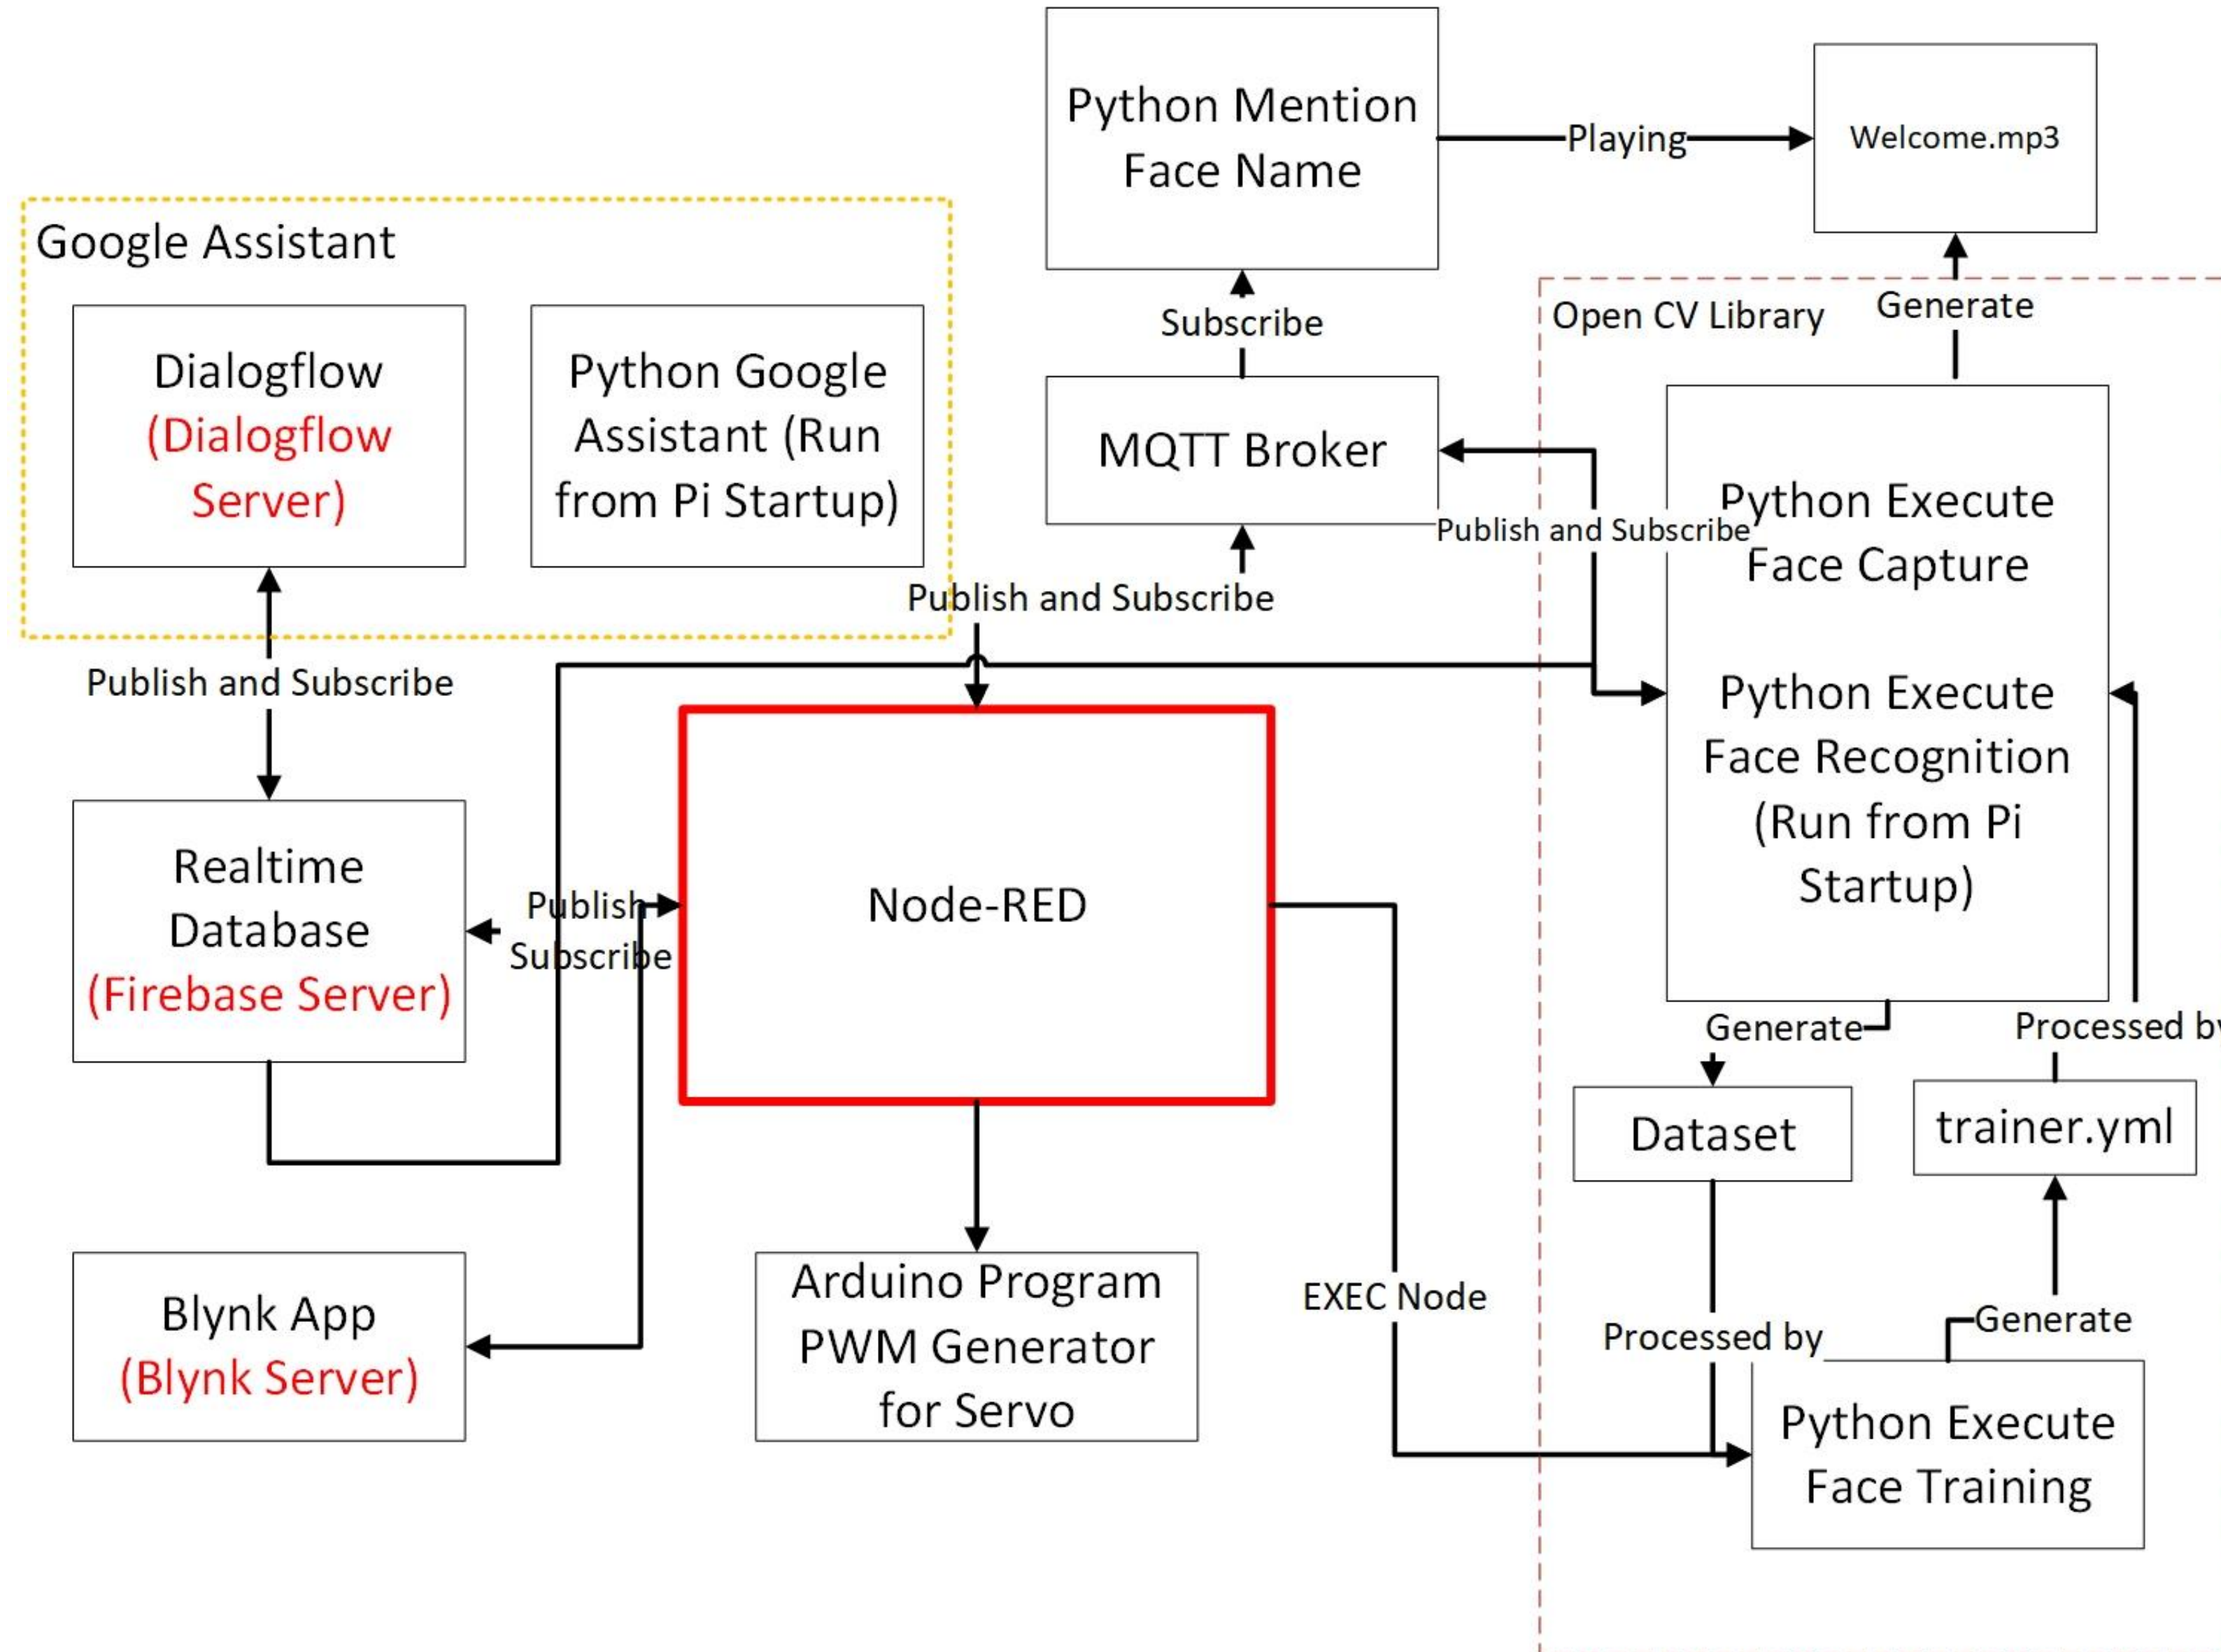 Python Mention
Face Name
Playing
Welcome.mp3
Google Assistant
Subscribe
Open CV Library
Generate
Dialogflow
(Dialogflow
Server)
Python Google
Assistant (Run
from Pi Startup)
MQTT Broker
Publish and Subscribe
Python Execute
Face Capture
Publish and Subscribe
Publish and Subscribe
Python Execute
Face Recognition
(Run from Pi
Startup)
Realtime
Database
(Firebase Server)
Publish
Subscribe
Node-RED
Generate
Processed by
Dataset
trainer.yml
Blynk App
(Blynk Server)
Arduino Program
PWM Generator
for Servo
EXEC Node
Processed by
Generate
Python Execute
Face Training